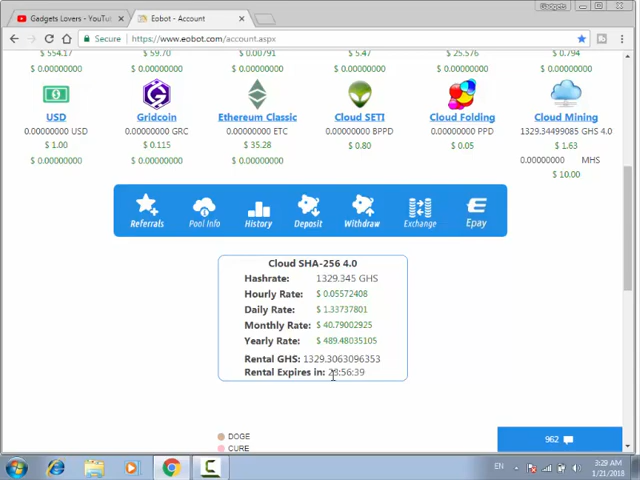 Gadgets
Gadgets Lovers - YouTu
Eobot - Account
Secure
https://www.eobot.com/account.aspx
$ 554.17 $ 59.70 $ 0.00791 $ 5.47 $ 25.576 $ 0.794
$ 0.00000000 $ 0.00000000 $ 0.00000000 $ 0.00000000 $ 0.00000000 $ 0.00000000
USD Gridcoin Ethereum Classic Cloud SETI Cloud Folding Cloud Mining
0.00000000 USD 0.00000000 GRC 0.00000000 ETC 0.00000000 BPPD 0.00000000 PPD 1329.34499085 GHS 4.0
$ 1.00 $ 0.115 $ 35.28 $ 0.80 $ 0.05 $ 1.63
$ 0.00000000 $ 0.00000000 $ 0.00000000 0.00000000 MHS
$ 10.00
Referrals Pool Info History Deposit Withdraw Exchange Epay
Cloud SHA-256 4.0
Hashrate: 1329.345 GHS
Hourly Rate: $ 0.05572408
Daily Rate: $ 1.33737801
Monthly Rate: $ 40.79002925
Yearly Rate: $ 489.48035105
Rental GHS: 1329.3063096353
Rental Expires in: 23:56:39
DOGE
CURE
962
EN
3:29 AM
1/21/2018